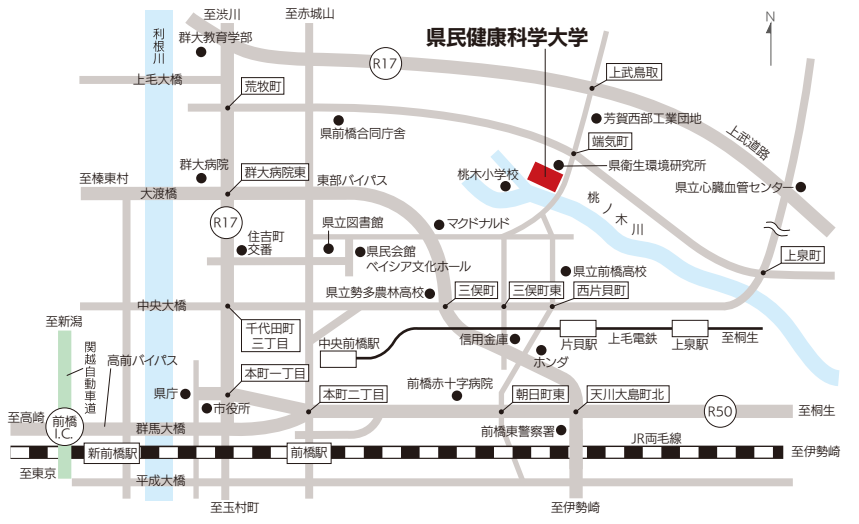 至渋川
至赤城山
N
利根川
群大教育学部
県民健康科学大学
R17
上毛大橋
上武鳥取
荒牧町
芳賀西部工業団地
県前橋合同庁舎
端気町
上武道路
群大病院
至榛東村
群大病院東
東部バイパス
桃木小学校
県衛生環境研究所
県立心臓血管センター
大渡橋
桃ノ木川
R17
県立図書館
マクドナルド
住吉町
交番
県民会館
ベイシア文化ホール
上泉町
県立前橋高校
県立勢多農林高校
三俣町
三俣町東
西片貝町
中央大橋
至新潟
千代田町
三丁目
中央前橋駅
信用金庫
片貝駅
上毛電鉄
上泉駅
至桐生
関越自動車道
高前バイパス
ホンダ
本町一丁目
県庁
市役所
本町二丁目
前橋赤十字病院
朝日町東
天川大島町北
R50
至桐生
至高崎
前橋
I.C.
群馬大橋
前橋東警察署
JR両毛線
新前橋駅
前橋駅
至伊勢崎
至東京
平成大橋
至玉村町
至伊勢崎